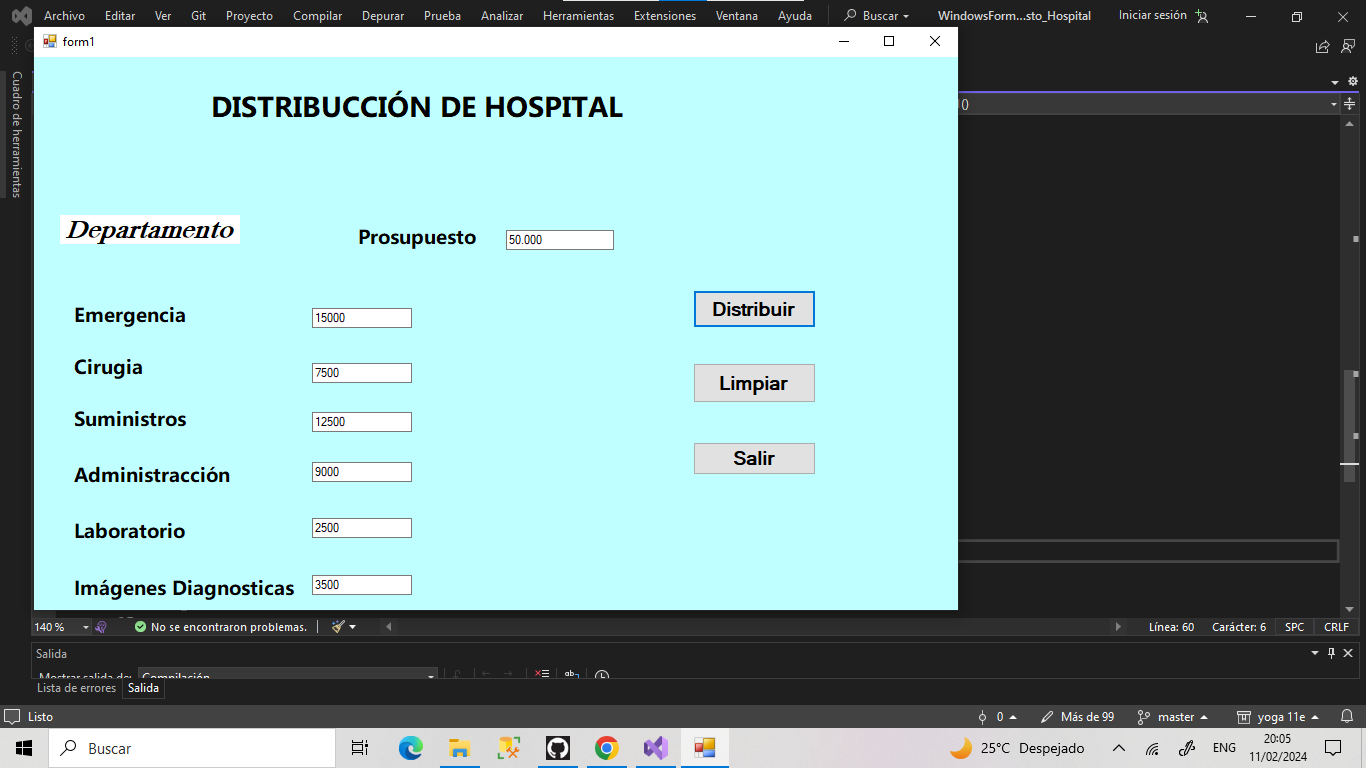 Archivo Editar Ver Git Proyecto Compilar Depurar Prueba Analizar Herramientas Extensiones Ventana Ayuda Buscar WindowsForm...sto_Hospital Iniciar sesión
form1
Cuadro de herramientas
DISTRIBUCCIÓN DE HOSPITAL
Departamento
Prosupuesto 50.000
Emergencia 15000
Distribuir
Cirugia 7500
Limpiar
Suministros 12500
Salir
Administracción 9000
Laboratorio 2500
Imágenes Diagnosticas 3500
140 % No se encontraron problemas. Línea: 60 Carácter: 6 SPC CRLF
Salida
Mostrar salida de: Compilación
Lista de errores Salida
Listo 0 Más de 99 master yoga 11e
Buscar 25°C Despejado ENG 20:05
11/02/2024